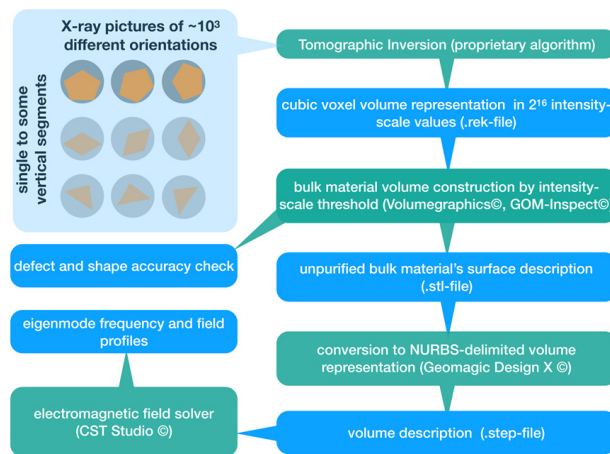 X-ray pictures of ~10³
different orientations
single to some
vertical segments
Tomographic Inversion (proprietary algorithm)
cubic voxel volume representation in 2¹⁶ intensity-
scale values (.rek-file)
bulk material volume construction by intensity-
scale threshold (Volumegraphics©, GOM-Inspect©)
defect and shape accuracy check
unpurified bulk material's surface description
(.stl-file)
eigenmode frequency and field
profiles
conversion to NURBS-delimited volume
representation (Geomagic Design X ©)
electromagnetic field solver
(CST Studio ©)
volume description (.step-file)